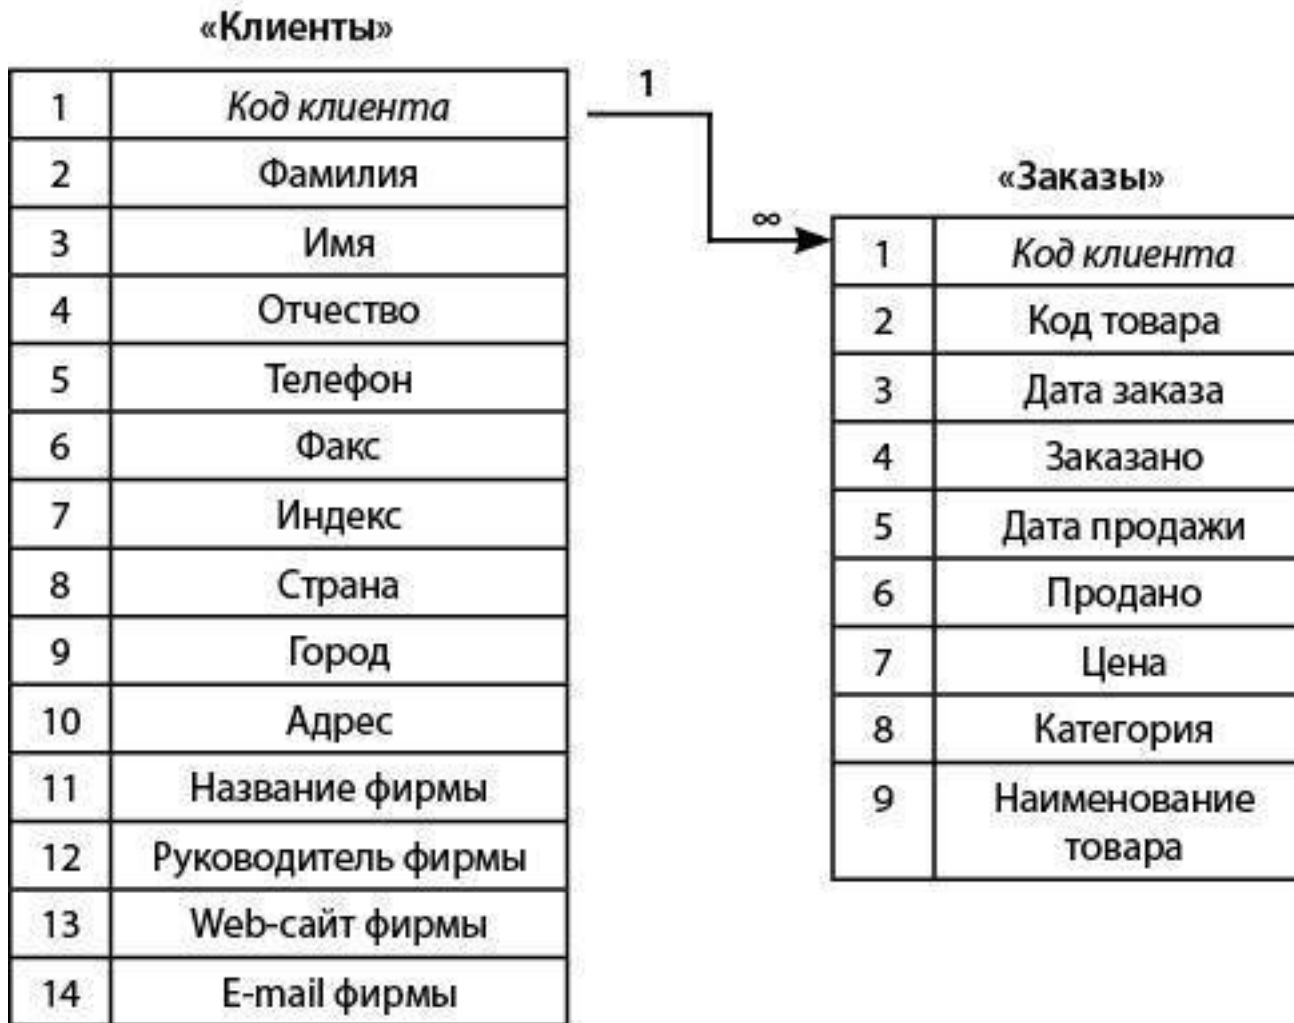 «Клиенты»
1 Код клиента
2 Фамилия
3 Имя
4 Отчество
5 Телефон
6 Факс
7 Индекс
8 Страна
9 Город
10 Адрес
11 Название фирмы
12 Руководитель фирмы
13 Web-сайт фирмы
14 E-mail фирмы
1
∞
«Заказы»
1 Код клиента
2 Код товара
3 Дата заказа
4 Заказано
5 Дата продажи
6 Продано
7 Цена
8 Категория
9 Наименование
товара